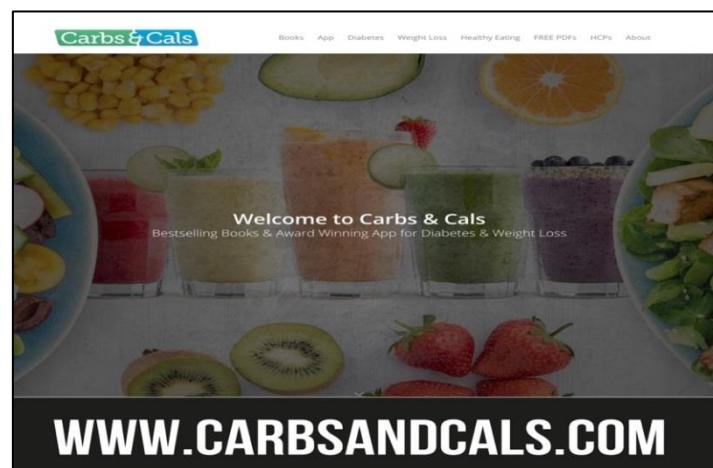 Carbs & Cals
Books App Diabetes Weight Loss Healthy Eating FREE PDFs HCPs About
Welcome to Carbs & Cals
Bestselling Books & Award Winning App for Diabetes & Weight Loss
WWW.CARBSANDCALS.COM